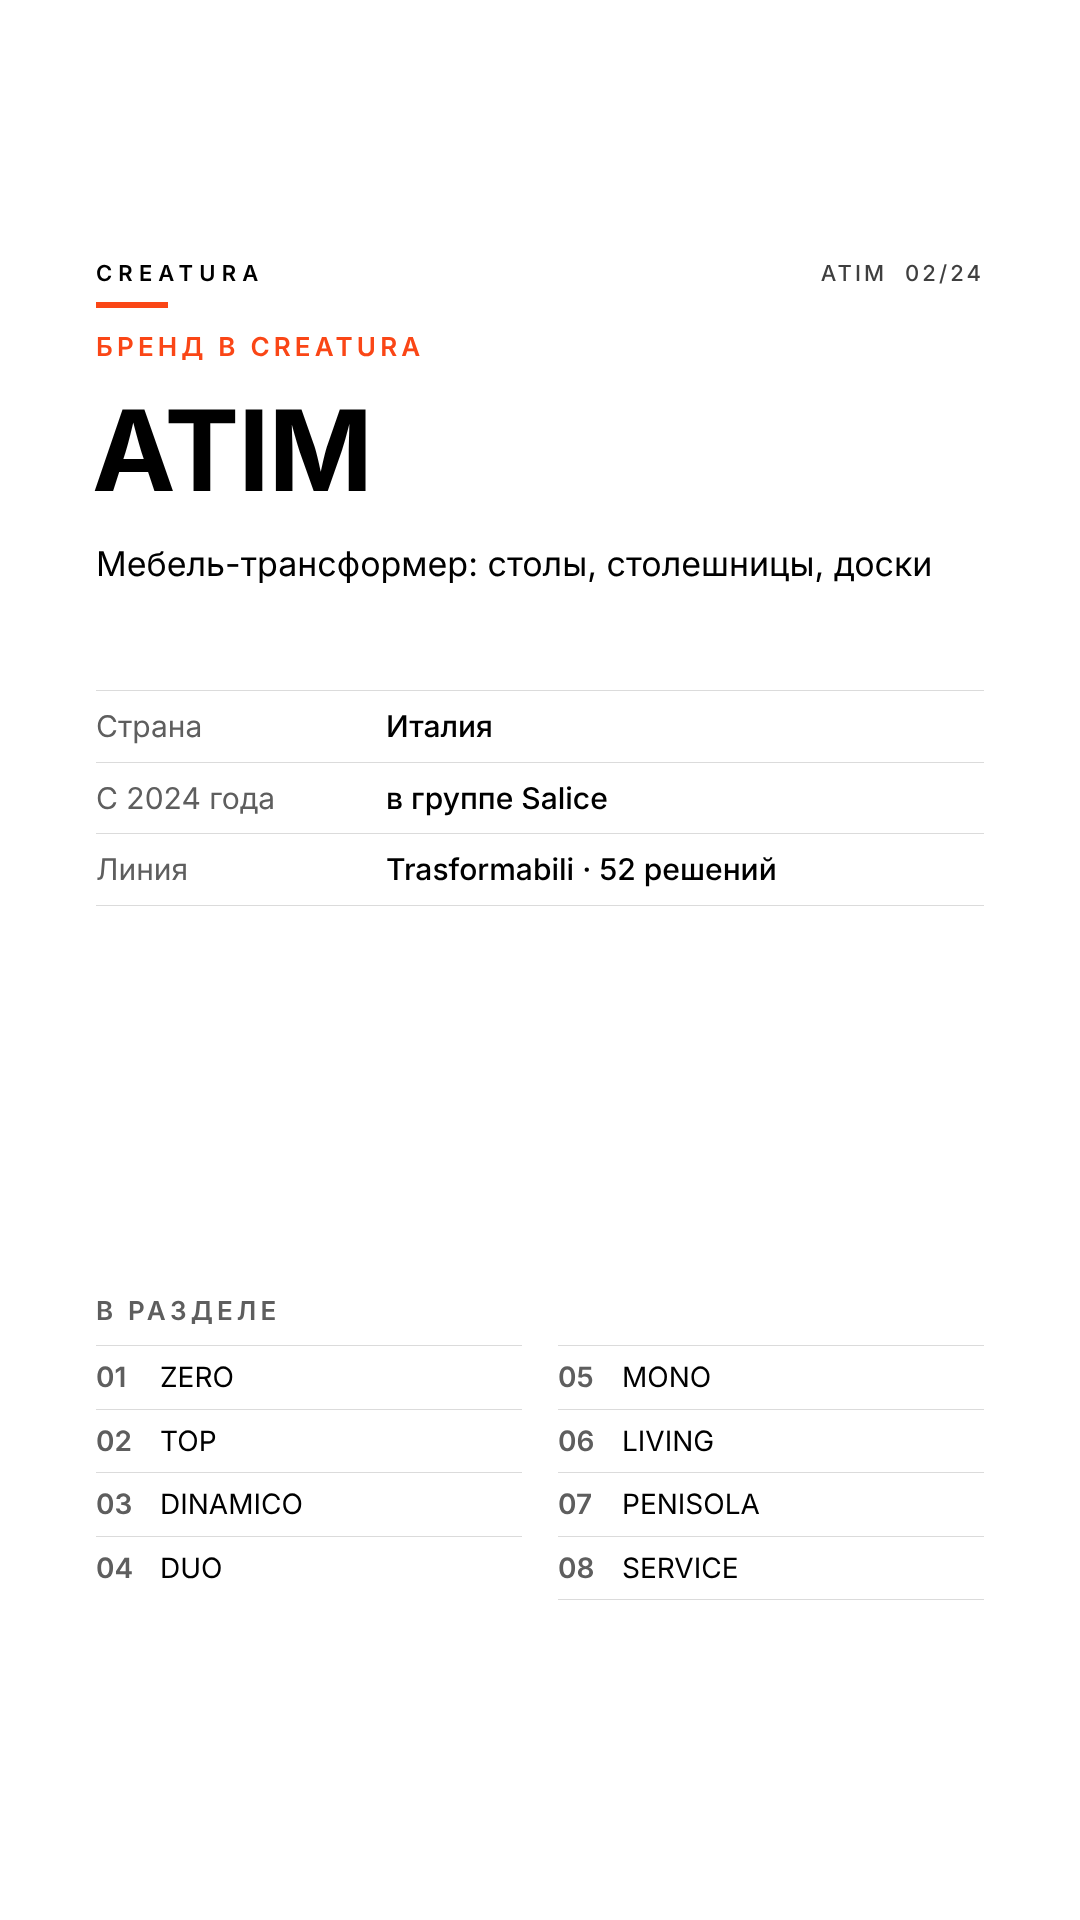 CREATURA
ATIM 02/24
БРЕНД В CREATURA
ATIM
Мебель-трансформер: столы, столешницы, доски
Страна Италия
С 2024 года в группе Salice
Линия Trasformabili · 52 решений
В РАЗДЕЛЕ
01 ZERO
02 TOP
03 DINAMICO
04 DUO
05 MONO
06 LIVING
07 PENISOLA
08 SERVICE